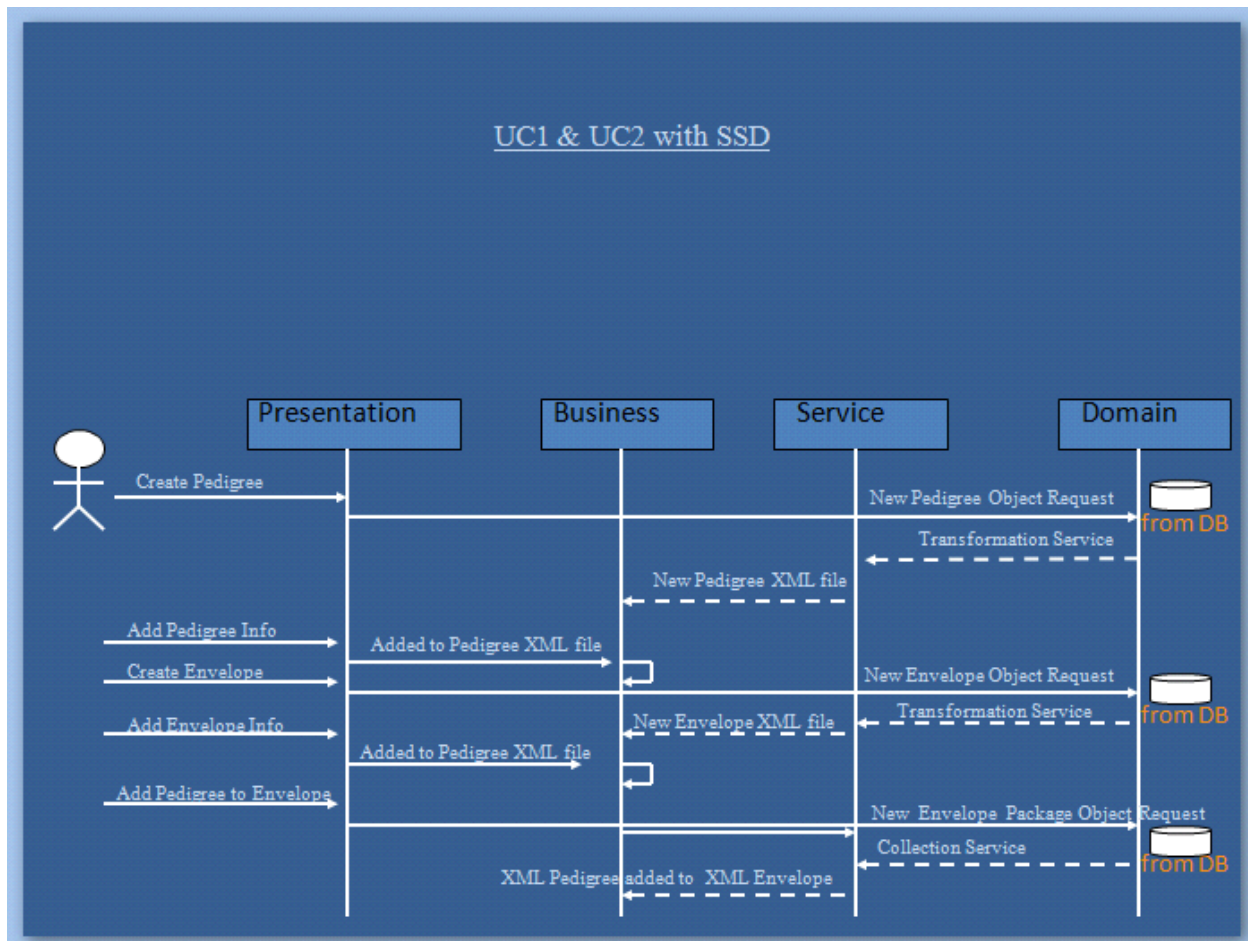 UC1 & UC2 with SSD
Presentation
Business
Service
Domain
Create Pedigree
New Pedigree Object Request
from DB
Transformation Service
New Pedigree XML file
Add Pedigree Info
Added to Pedigree XML file
Create Envelope
New Envelope Object Request
Add Envelope Info
New Envelope XML file
Transformation Service
from DB
Added to Pedigree XML file
Add Pedigree to Envelope
New Envelope Package Object Request
Collection Service
from DB
XML Pedigree added to XML Envelope